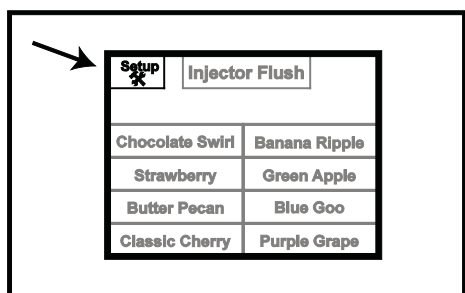 Setup Injector Flush
Chocolate Swirl Banana Ripple
Strawberry Green Apple
Butter Pecan Blue Goo
Classic Cherry Purple Grape